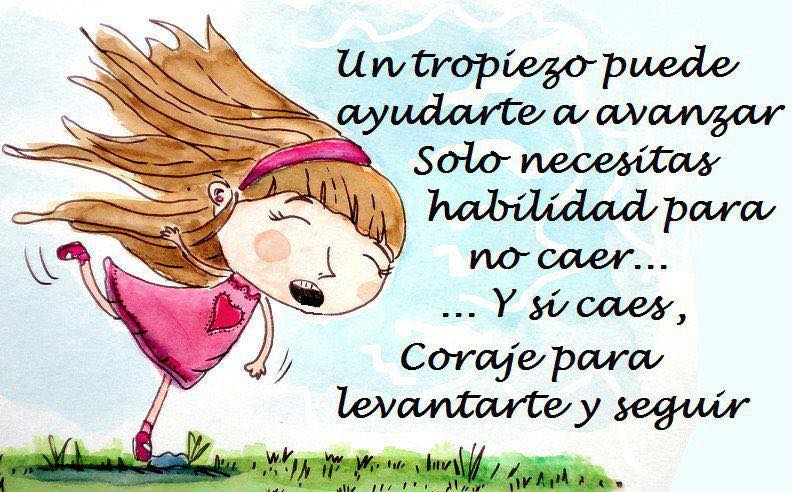 Un tropiezo puede
ayudarte a avanzar
Solo necesitas
habilidad para
no caer...
... Y si caes,
Coraje para
levantarte y seguir